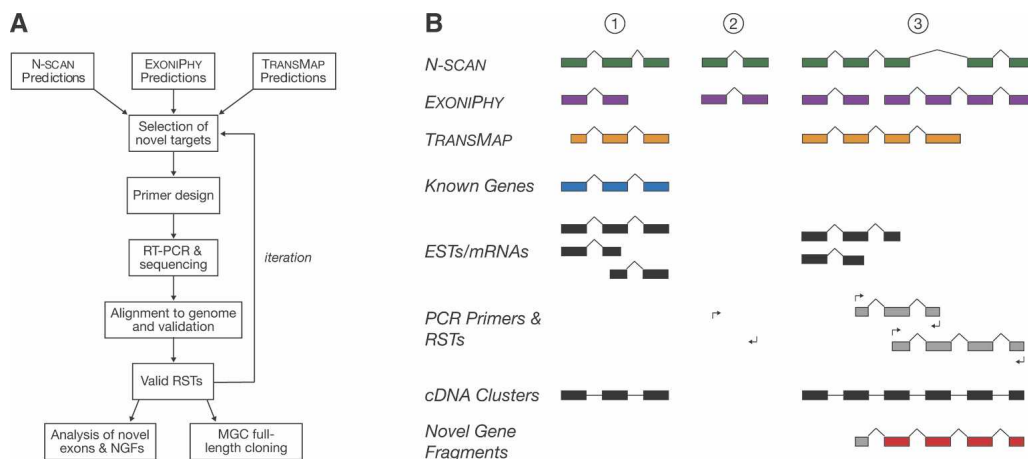 A
N-SCAN
Predictions
EXONIPHY
Predictions
TRANSMAP
Predictions
Selection of
novel targets
Primer design
RT-PCR &
sequencing
iteration
Alignment to
genome and
validation
Valid RSTs
Analysis of novel
exons & NGFs
MGC full-
length cloning
B
1 2 3
N-SCAN
EXONIPHY
TRANSMAP
Known Genes
ESTs/mRNAs
PCR Primers &
RSTs
cDNA Clusters
Novel Gene
Fragments